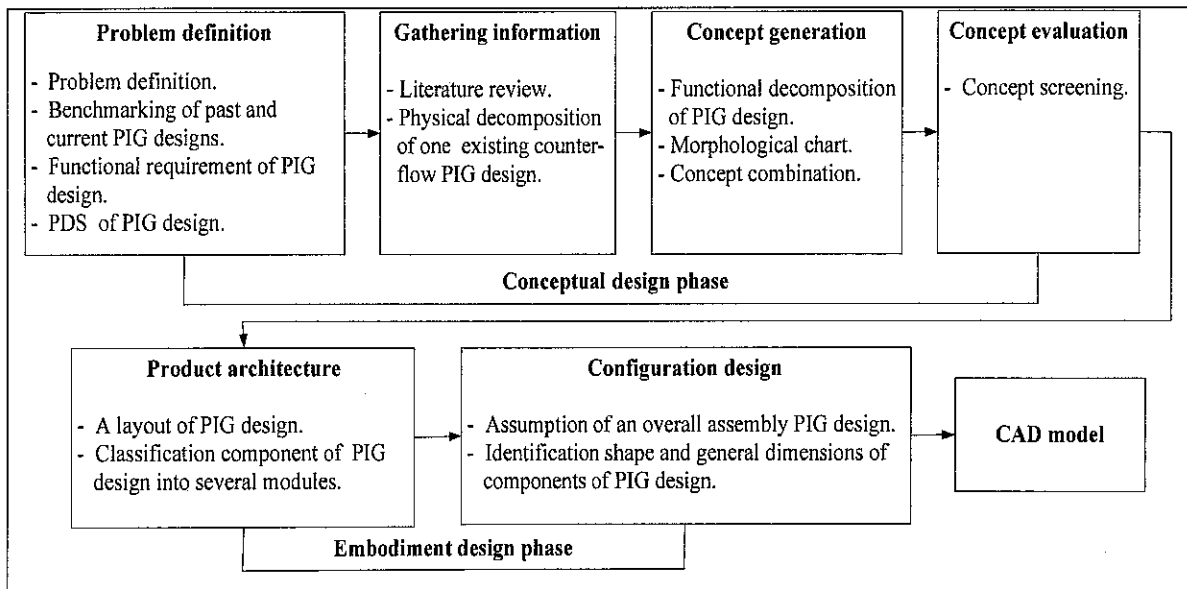 Problem definition
- Problem definition.
- Benchmarking of past and
current PIG designs.
- Functional requirement of PIG
design.
- PDS of PIG design.
Gathering information
- Literature review.
- Physical decomposition
of one existing counter-
flow PIG design.
Concept generation
- Functional decomposition
of PIG design.
- Morphological chart.
- Concept combination.
Concept evaluation
- Concept screening.
Conceptual design phase
Product architecture
- A layout of PIG design.
- Classification component of PIG
design into several modules.
Configuration design
- Assumption of an overall assembly PIG design.
- Identification shape and general dimensions of
components of PIG design.
CAD model
Embodiment design phase